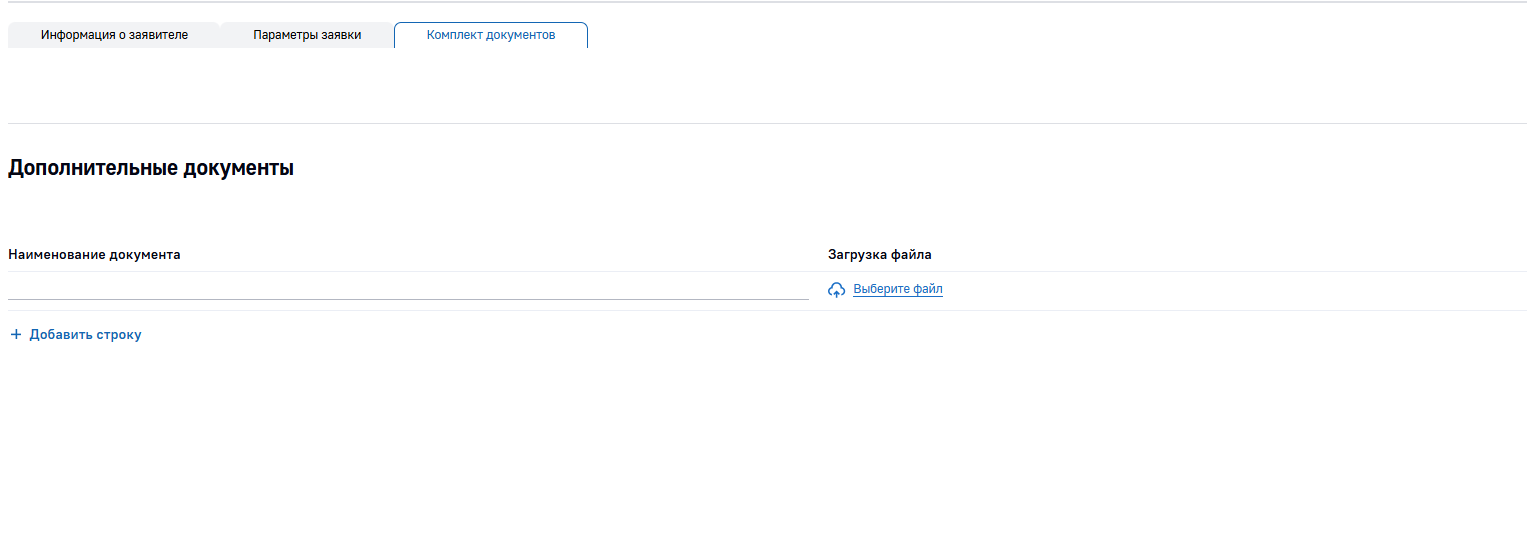 Информация о заявителе Параметры заявки Комплект документов
Дополнительные документы
Наименование документа Загрузка файла
Выберите файл
+ Добавить строку